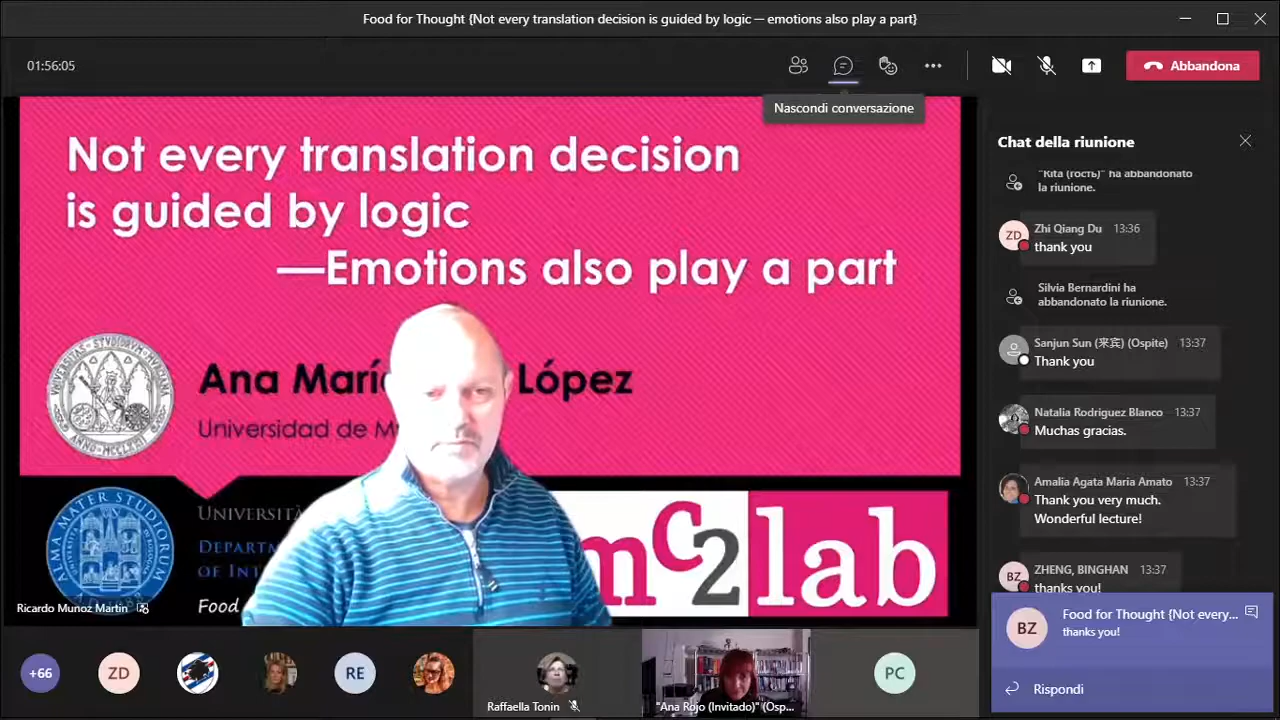 Food for Thought {Not every translation decision is guided by logic — emotions also play a part}
01:56:05
Abbandona
Nascondi conversazione
Not every translation decision
is guided by logic
—Emotions also play a part
Ana María López
Universidad de M
UNIVERSITÀ
DEPARTM
OF INT
Food
mc2lab
Ricardo Munoz Martin
Chat della riunione
"Rita (гость)" ha abbandonato
la riunione.
ZD
Zhi Qiang Du 13:36
thank you
Silvia Bernardini ha
abbandonato la riunione.
Sanjun Sun (来宾) (Ospite) 13:37
Thank you
Natalia Rodriguez Blanco 13:37
Muchas gracias.
Amalia Agata Maria Amato 13:37
Thank you very much.
Wonderful lecture!
BZ
ZHENG, BINGHAN 13:37
thanks you!
BZ
Food for Thought {Not every...
thanks you!
Rispondi
+66
ZD
RE
Raffaella Tonin
"Ana Rojo (Invitado)" (Osp...
PC